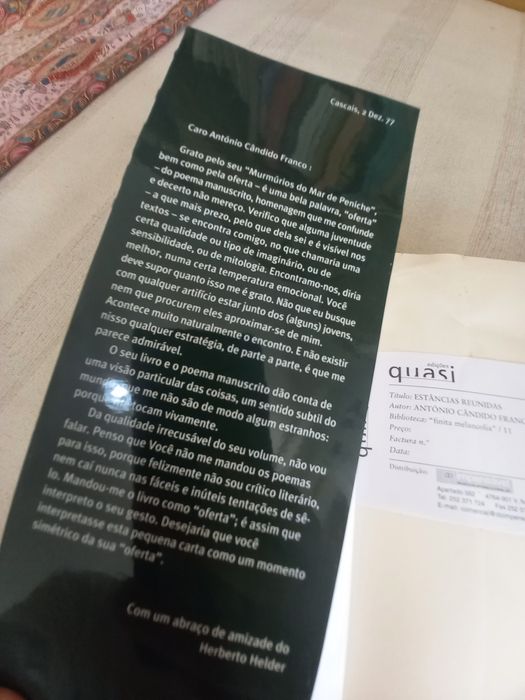 Cascais, 2 Dez. 77
Caro António Cândido Franco :
Grato pelo seu "Murmúrios do Mar de Peniche",
bem como pela oferta – é uma bela palavra, "oferta"
– do poema manuscrito, homenagem que me confunde
e decerto não mereço. Verifico que alguma juventude
– a que mais prezo, pelo que dela sei e é visível nos
textos – se encontra comigo, no que chamaria uma
certa qualidade ou tipo de imaginário, ou de
sensibilidade, ou de mitologia. Encontramo-nos, diria
melhor, numa certa temperatura emocional. Você
deve supor quanto isso me é grato. Não que eu busque
com qualquer artifício estar junto dos (alguns) jovens,
nem que procurem eles aproximar-se de mim.
Acontece muito naturalmente o encontro. E não existir
nisso qualquer estratégia, de parte a parte, é que me
parece admirável.
O seu livro e o poema manuscrito dão conta de
uma visão particular das coisas, um sentido subtil do
mundo que me não são de modo algum estranhos:
porque tocam vivamente.
Da qualidade irrecusável do seu volume, não vou
falar. Penso que Você não me mandou os poemas
para isso, porque felizmente não sou crítico literário,
nem caí nunca nas fáceis e inúteis tentações de sê-
lo. Mandou-me o livro como "oferta"; é assim que
interpreto o seu gesto. Desejaria que você
interpretasse esta pequena carta como um momento
simétrico da sua "oferta".
Com um abraço de amizade do
Herberto Helder
edições
quasi
Título: ESTÂNCIAS REUNIDAS
Autor: ANTÓNIO CÂNDIDO FRANC
Biblioteca: "finita melancolia" / 11
Preço:
Factura n.º
Data:
Distribuição
Apartado 562
Tel. 252 371 724
E-mail: